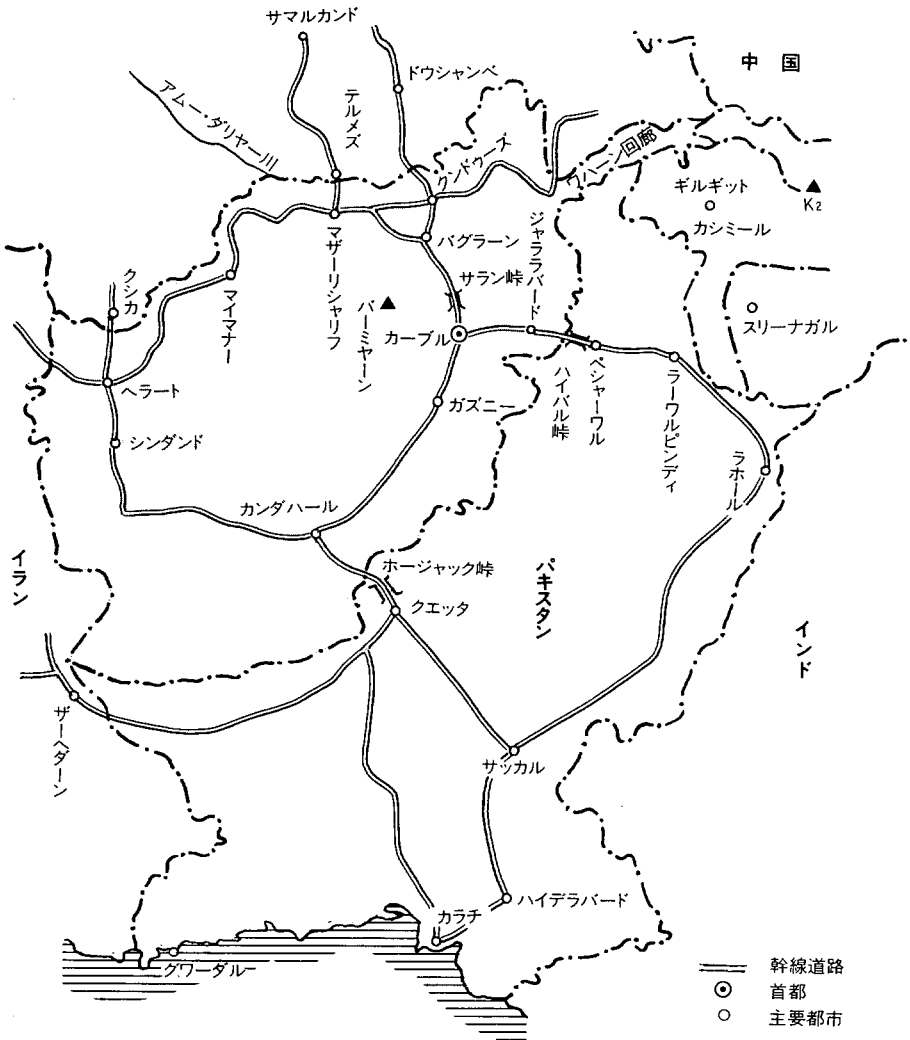 サマルカンド
中国
ドウシャンベ
アム―・ダリヤー川
テルメズ
クンドゥーズ
ワハーン回廊
ギルギット
K2
カシミール
マザーリシャリフ
バグラーン
ジャララバード
サラン峠
クシカ
マイマナー
バーミヤーン
カーブル
スリーナガル
ハイバル峠
ペシャーワル
ラーワルピンディ
ヘラート
ガズニー
シンダンド
ラホール
カンダハール
イラン
ホージャック峠
パキスタン
クエッタ
インド
ザーヘダーン
サッカル
ハイデラバード
カラチ
グワーダル
幹線道路
首都
主要都市